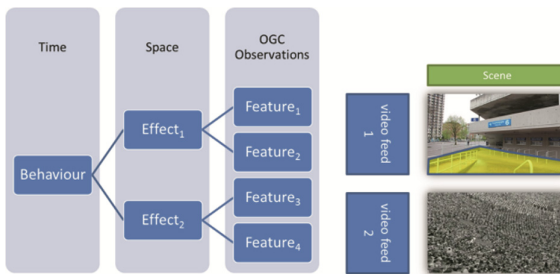 Time
Space
OGC
Observations
Behaviour
Effect1
Effect2
Feature1
Feature2
Feature3
Feature4
Scene
video feed
1
video feed
2